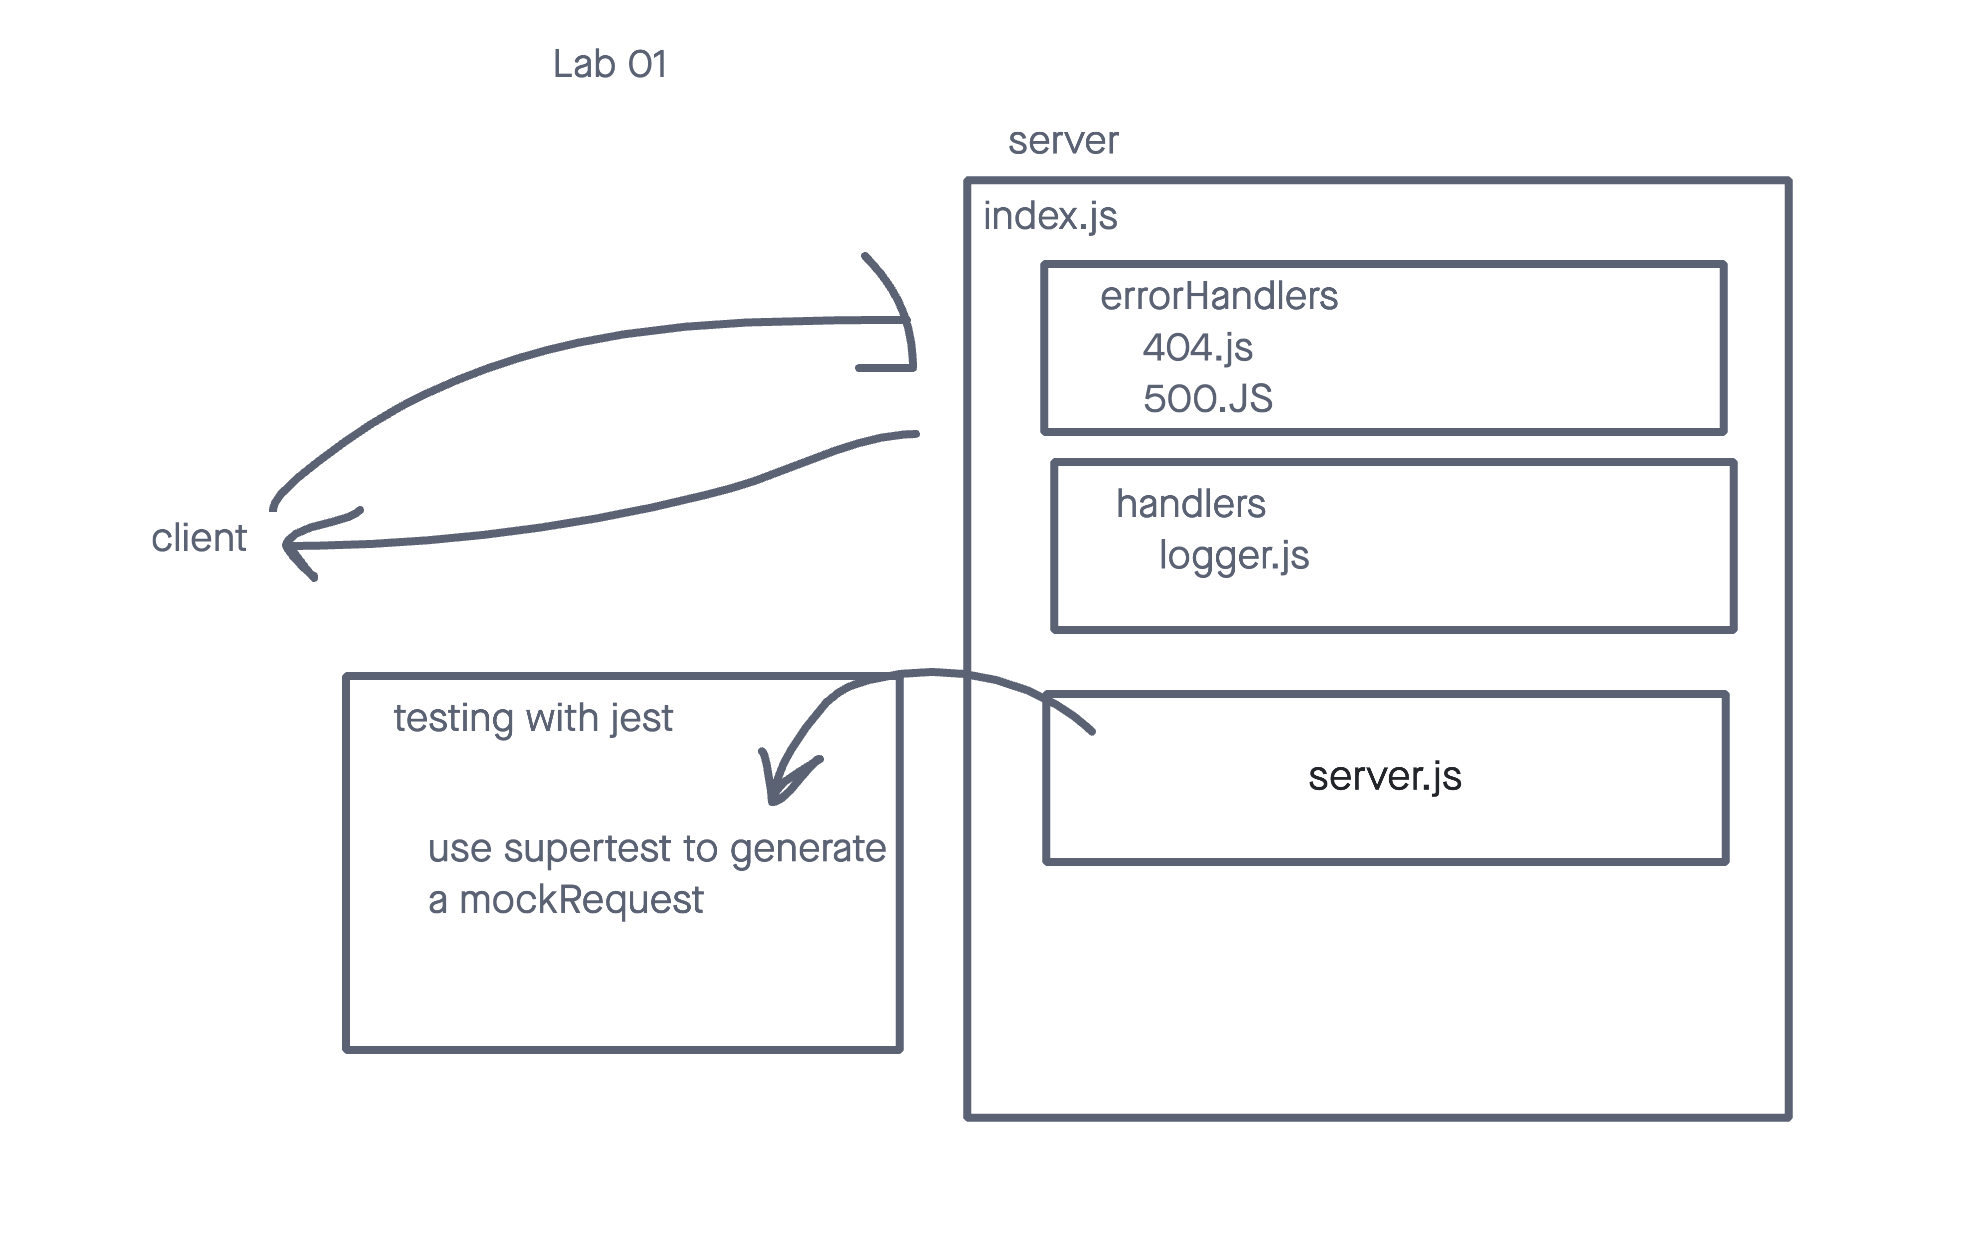 Lab 01
server
index.js
errorHandlers
404.js
500.JS
handlers
logger.js
client
testing with jest
use supertest to generate
a mockRequest
server.js